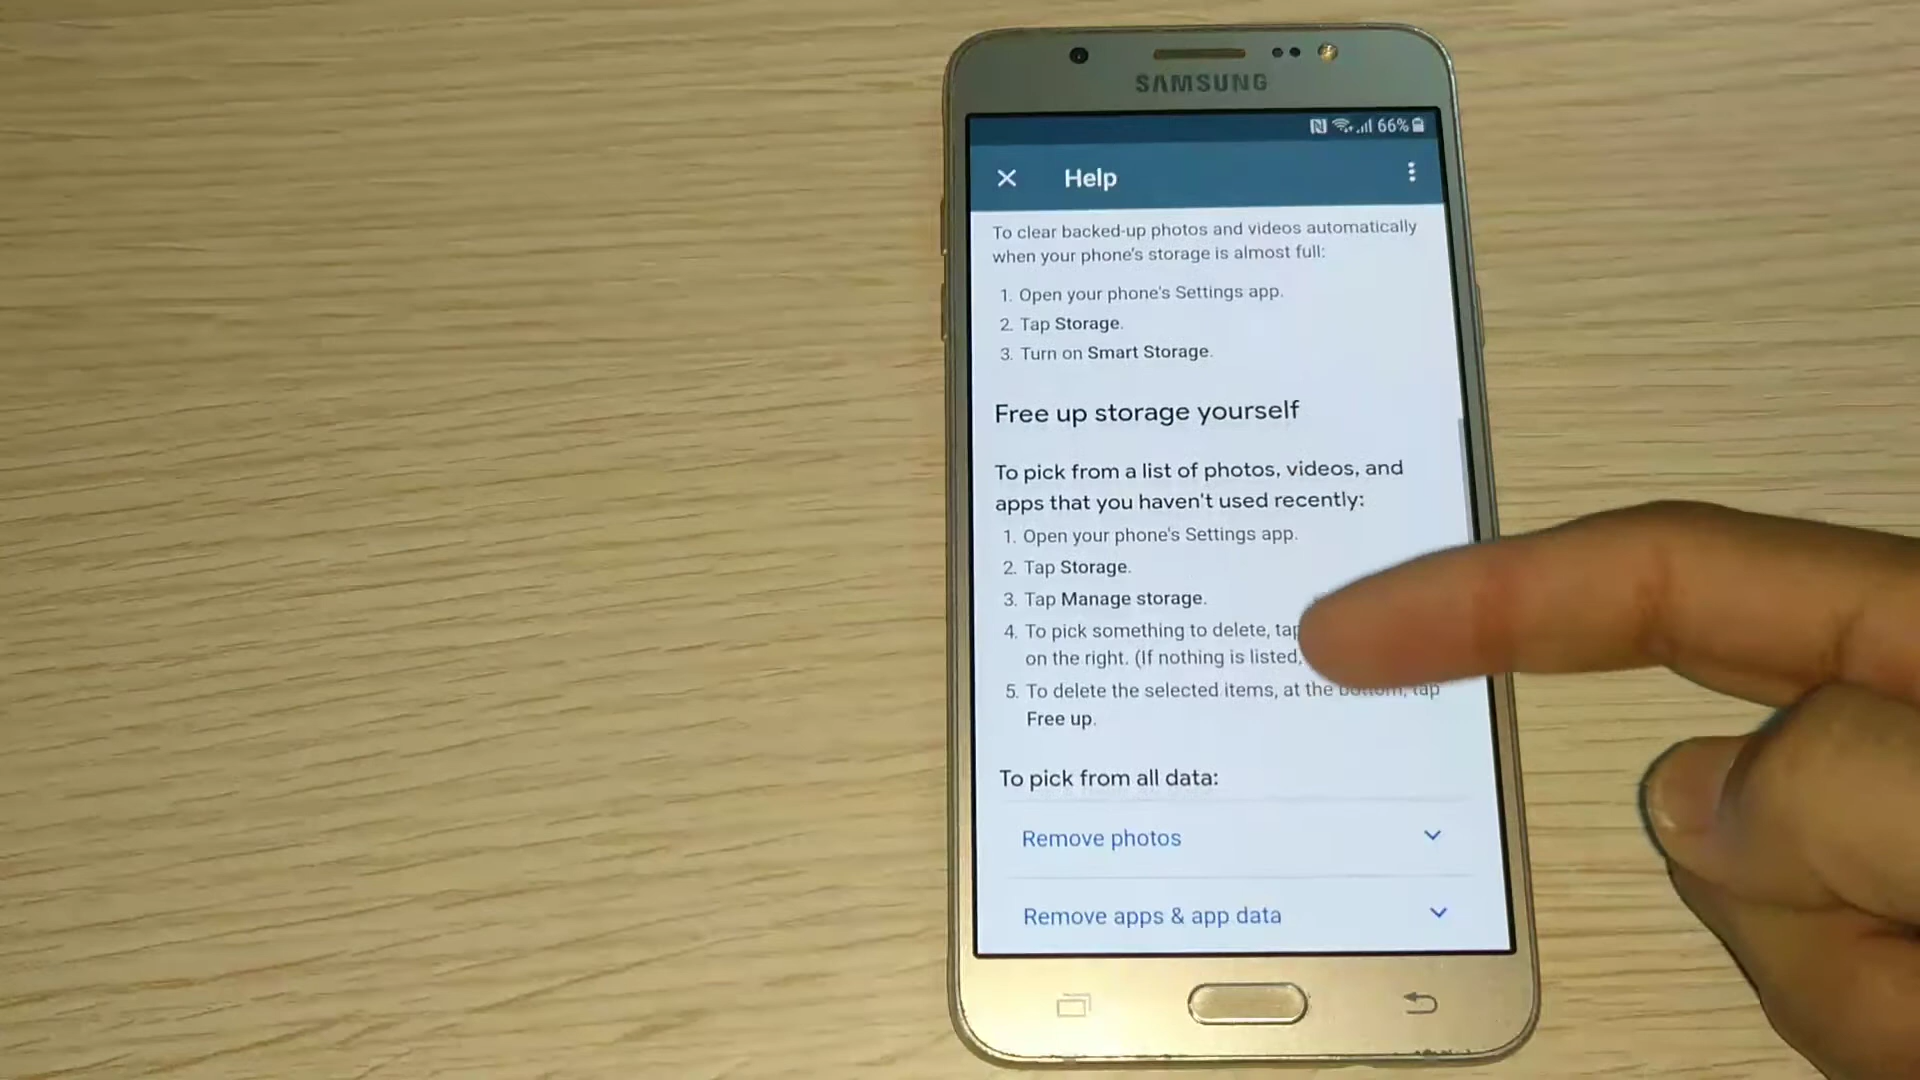 SAMSUNG
66%
Help
To clear backed-up photos and videos automatically
when your phone's storage is almost full:
1. Open your phone's Settings app.
2. Tap Storage.
3. Turn on Smart Storage.
Free up storage yourself
To pick from a list of photos, videos, and
apps that you haven't used recently:
1. Open your phone's Settings app.
2. Tap Storage.
3. Tap Manage storage.
4. To pick something to delete, tap
on the right. (If nothing is listed,
5. To delete the selected items, at the bottom, tap
Free up.
To pick from all data:
Remove photos
Remove apps & app data